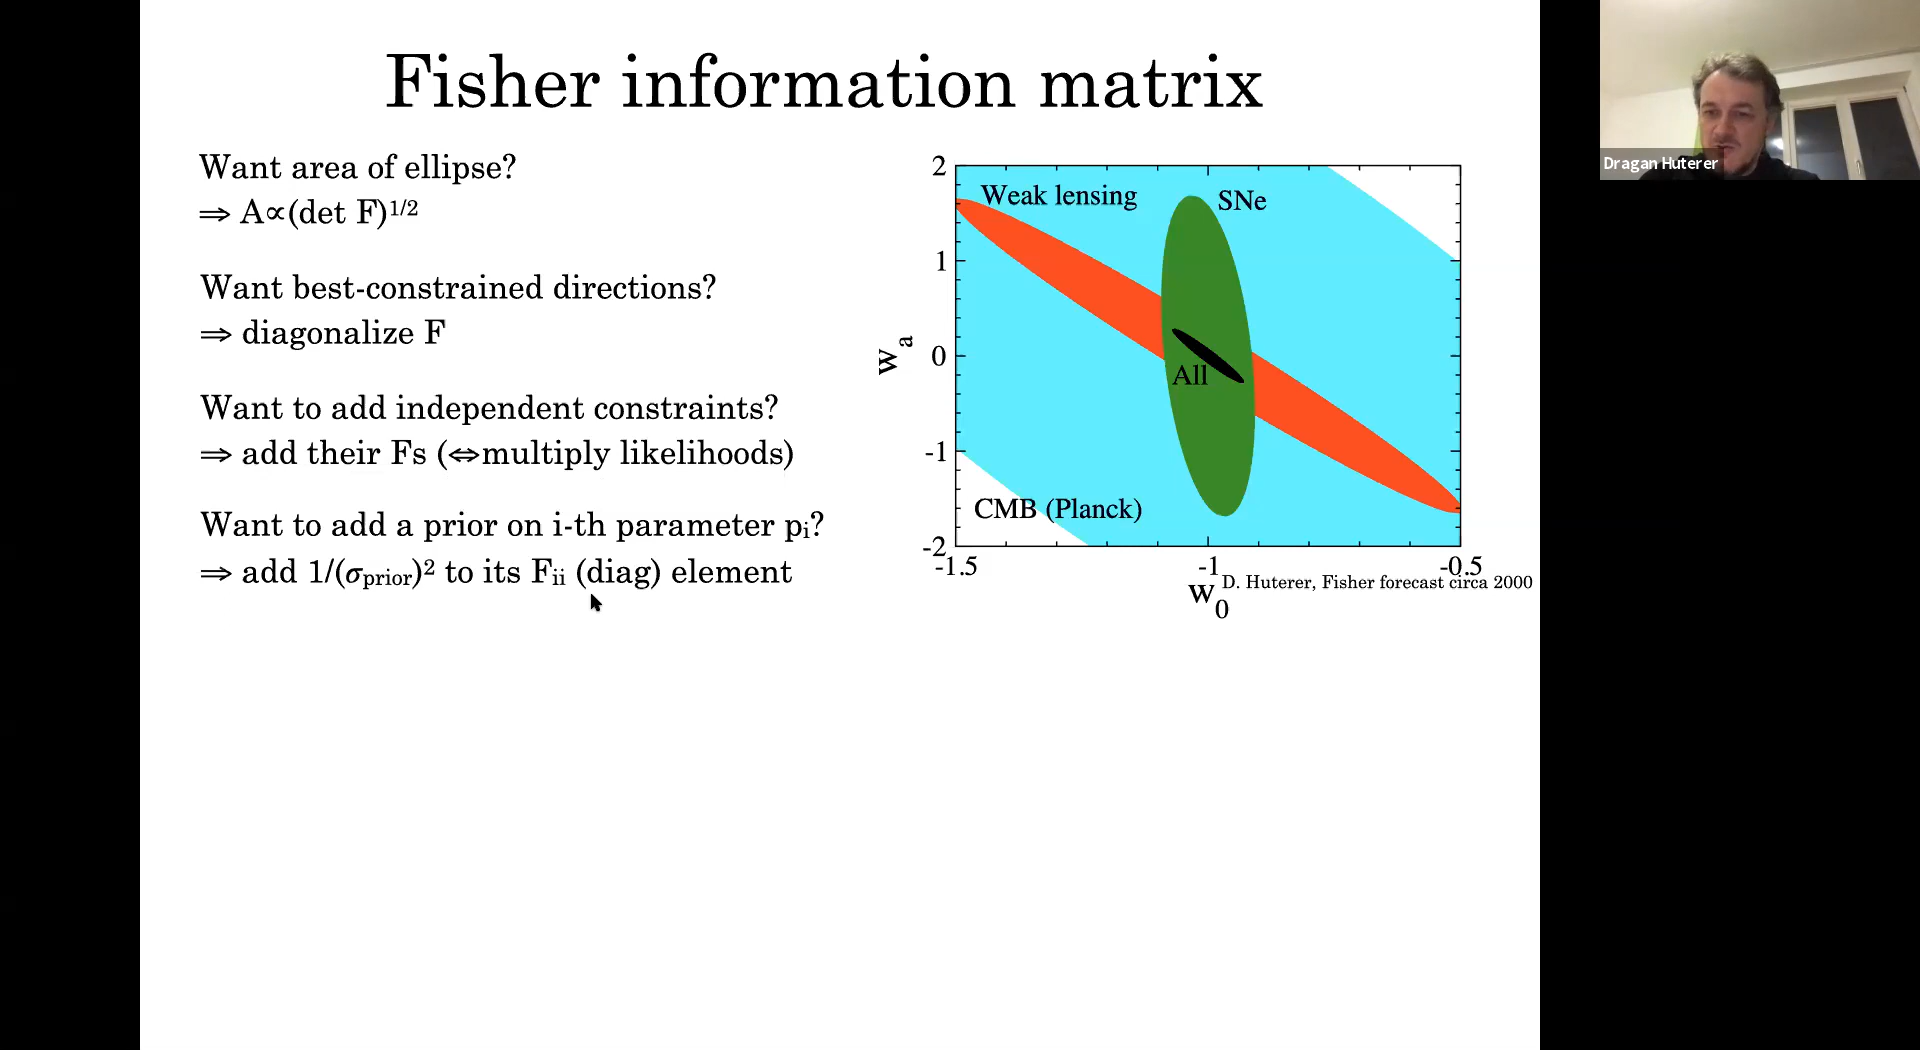 Fisher information matrix
Want area of ellipse?
⇒ A∝(det F)1/2
Want best-constrained directions?
⇒ diagonalize F
Want to add independent constraints?
⇒ add their Fs (⇔multiply likelihoods)
Want to add a prior on i-th parameter pi?
⇒ add 1/(σprior)2 to its Fii (diag) element
2
1
0
-1
-2
wa
Weak lensing
SNe
All
CMB (Planck)
-1.5
-1
-0.5
w0
D. Huterer, Fisher forecast circa 2000
Dragan Huterer